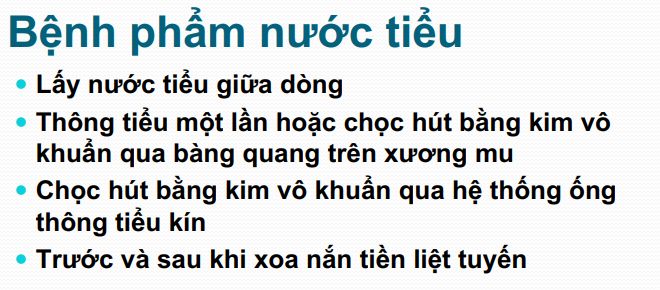 Bệnh phẩm nước tiểu
• Lấy nước tiểu giữa dòng
• Thông tiểu một lần hoặc chọc hút bằng kim vô
khuẩn qua bàng quang trên xương mu
• Chọc hút bằng kim vô khuẩn qua hệ thống ống
thông tiểu kín
• Trước và sau khi xoa nắn tiền liệt tuyến